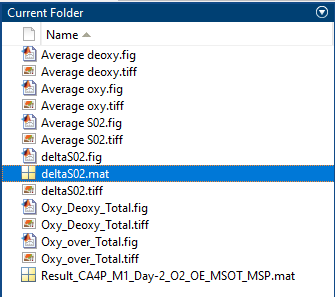 Current Folder
Name
Average deoxy.fig
Average deoxy.tiff
Average oxy.fig
Average oxy.tiff
Average S02.fig
Average S02.tiff
deltaS02.fig
deltaS02.mat
deltaS02.tiff
Oxy_Deoxy_Total.fig
Oxy_Deoxy_Total.tiff
Oxy_over_Total.fig
Oxy_over_Total.tiff
Result_CA4P_M1_Day-2_O2_OE_MSOT_MSP.mat